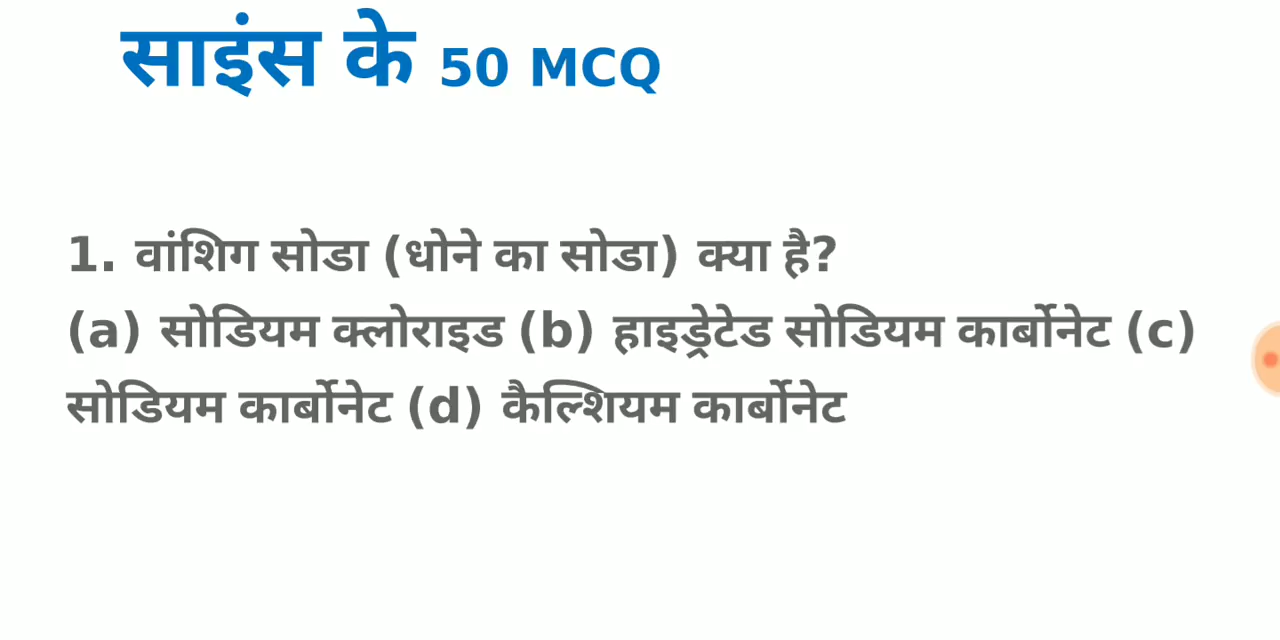 साइंस के 50 MCQ
1. वांशिग सोडा (धोने का सोडा) क्या है?
(a) सोडियम क्लोराइड (b) हाइड्रेटेड सोडियम कार्बोनेट (c)
सोडियम कार्बोनेट (d) कैल्शियम कार्बोनेट